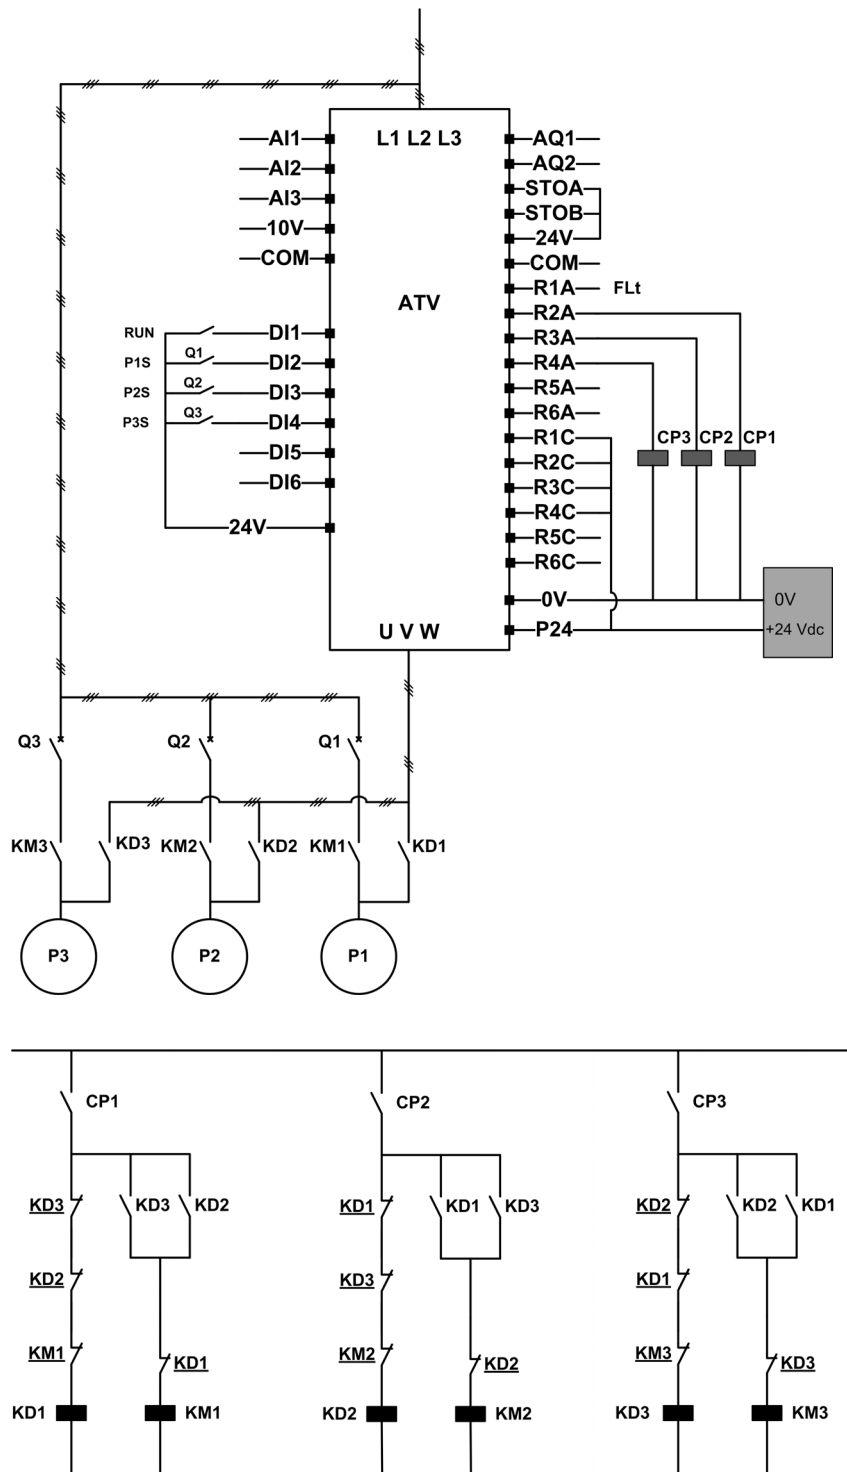 L1 L2 L3
AI1
AI2
AI3
10V
COM
ATV
RUN
DI1
P1S Q1 DI2
P2S Q2 DI3
P3S Q3 DI4
DI5
DI6
24V
U V W
AQ1
AQ2
STOA
STOB
24V
COM
R1A FLt
R2A
R3A
R4A
R5A
R6A
R1C
R2C
R3C
R4C
R5C
R6C
0V
P24
CP3 CP2 CP1
0V
+24 Vdc
Q3 Q2 Q1
KM3 KD3 KM2 KD2 KM1 KD1
P3 P2 P1
CP1 CP2 CP3
KD3 KD3 KD2 KD1 KD1 KD3 KD2 KD2 KD1
KD2 KD3 KD1
KM1 KD1 KM2 KD2 KM3 KD3
KD1 KM1 KD2 KM2 KD3 KM3